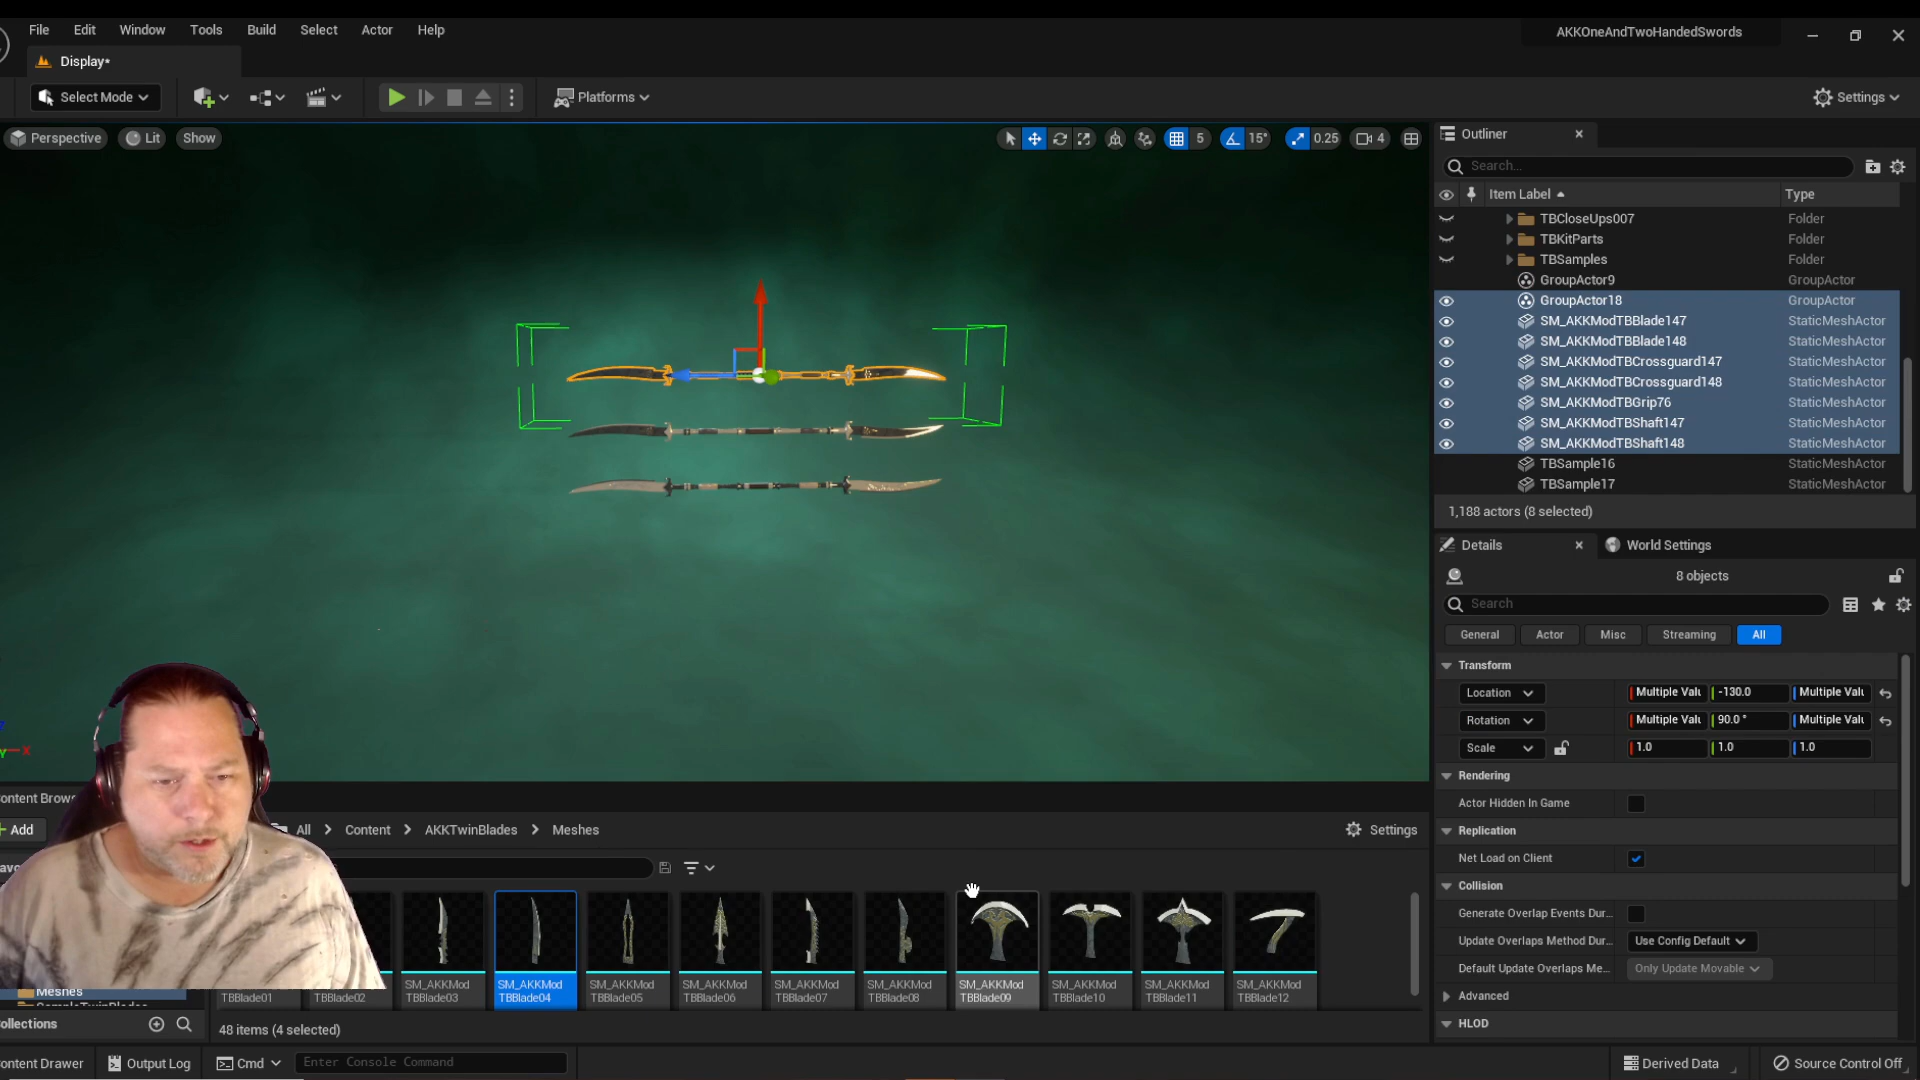 File Edit Window Tools Build Select Actor Help
AKKOneAndTwoHandedSwords
Display*
Select Mode
Platforms
Settings
Perspective Lit Show
5 15° 0.25 4
Outliner
Search...
Item Label Type
TBCloseUps007 Folder
TBKitParts Folder
TBSamples Folder
GroupActor9 GroupActor
GroupActor18 GroupActor
SM_AKKModTBBlade147 StaticMeshActor
SM_AKKModTBBlade148 StaticMeshActor
SM_AKKModTBCrossguard147 StaticMeshActor
SM_AKKModTBCrossguard148 StaticMeshActor
SM_AKKModTBGrip76 StaticMeshActor
SM_AKKModTBShaft147 StaticMeshActor
SM_AKKModTBShaft148 StaticMeshActor
TBSample16 StaticMeshActor
TBSample17 StaticMeshActor
1,188 actors (8 selected)
Details World Settings
8 objects
Search
General Actor Misc Streaming All
Transform
Location Multiple Valu -130.0 Multiple Valu
Rotation Multiple Valu 90.0 ° Multiple Valu
Scale 1.0 1.0 1.0
Rendering
Actor Hidden In Game
Replication
Net Load on Client
Collision
Generate Overlap Events Dur...
Update Overlaps Method Dur... Use Config Default
Default Update Overlaps Me... Only Update Movable
Advanced
HLOD
X
ontent Brows
Add
All > Content > AKKTwinBlades > Meshes
Settings
TBBlade01
TBBlade02
SM_AKKMod
TBBlade03
SM_AKKMod
TBBlade04
SM_AKKMod
TBBlade05
SM_AKKMod
TBBlade06
SM_AKKMod
TBBlade07
SM_AKKMod
TBBlade08
SM_AKKMod
TBBlade09
SM_AKKMod
TBBlade10
SM_AKKMod
TBBlade11
SM_AKKMod
TBBlade12
Meshes
ollections
48 items (4 selected)
ontent Drawer Output Log Cmd Enter Console Command
Derived Data Source Control Off